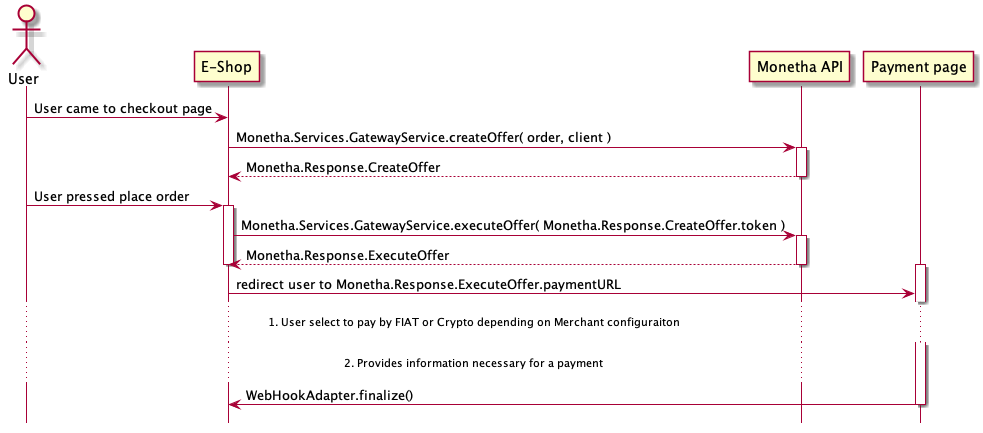 User
E-Shop
Monetha API
Payment page
User came to checkout page
Monetha.Services.GatewayService.createOffer( order, client )
Monetha.Response.CreateOffer
User pressed place order
Monetha.Services.GatewayService.executeOffer( Monetha.Response.CreateOffer.token )
Monetha.Response.ExecuteOffer
redirect user to Monetha.Response.ExecuteOffer.paymentURL
1. User select to pay by FIAT or Crypto depending on Merchant configuraiton
2. Provides information necessary for a payment
WebHookAdapter.finalize()